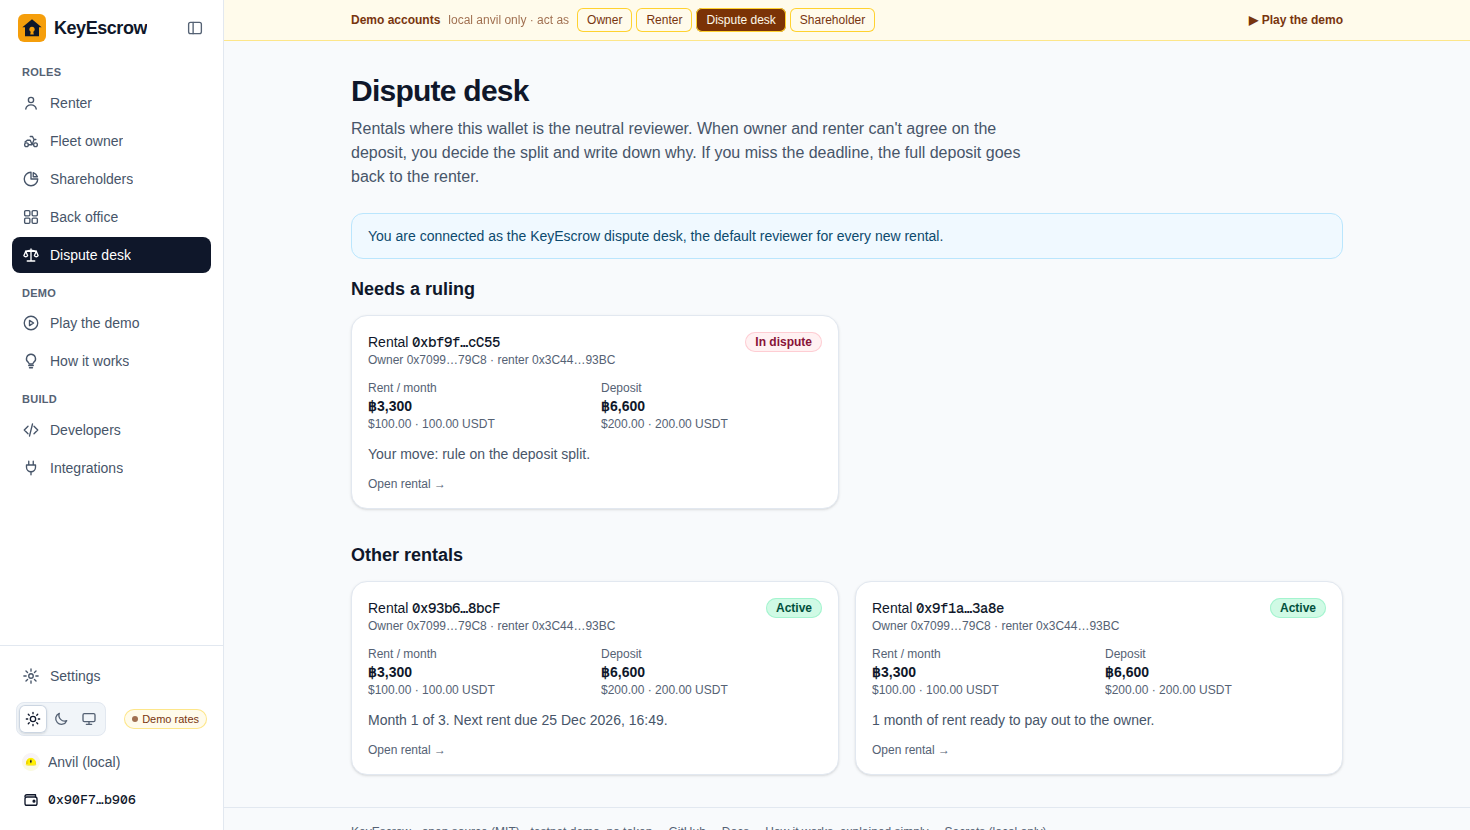 KeyEscrow
ROLES
Renter
Fleet owner
Shareholders
Back office
Dispute desk
DEMO
Play the demo
How it works
BUILD
Developers
Integrations
Settings
Demo rates
Anvil (local)
0x90F7…b906
Demo accounts local anvil only · act as Owner Renter Dispute desk Shareholder ▶ Play the demo
Dispute desk
Rentals where this wallet is the neutral reviewer. When owner and renter can't agree on the
deposit, you decide the split and write down why. If you miss the deadline, the full deposit goes
back to the renter.
You are connected as the KeyEscrow dispute desk, the default reviewer for every new rental.
Needs a ruling
Rental 0xbf9f…cC55 In dispute
Owner 0x7099…79C8 · renter 0x3C44…93BC
Rent / month Deposit
฿3,300 ฿6,600
$100.00 · 100.00 USDT $200.00 · 200.00 USDT
Your move: rule on the deposit split.
Open rental →
Other rentals
Rental 0x93b6…8bcF Active
Owner 0x7099…79C8 · renter 0x3C44…93BC
Rent / month Deposit
฿3,300 ฿6,600
$100.00 · 100.00 USDT $200.00 · 200.00 USDT
Month 1 of 3. Next rent due 25 Dec 2026, 16:49.
Open rental →
Rental 0x9f1a…3a8e Active
Owner 0x7099…79C8 · renter 0x3C44…93BC
Rent / month Deposit
฿3,300 ฿6,600
$100.00 · 100.00 USDT $200.00 · 200.00 USDT
1 month of rent ready to pay out to the owner.
Open rental →